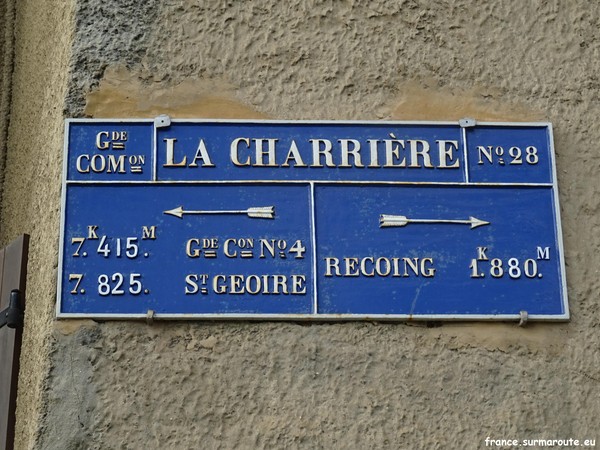 Gde
COMon
LA CHARRIÈRE
No 28
7.K 415.M Gde Con No 4
7. 825. St GEOIRE
RECOING 1.K 880.M
france.surmaroute.eu